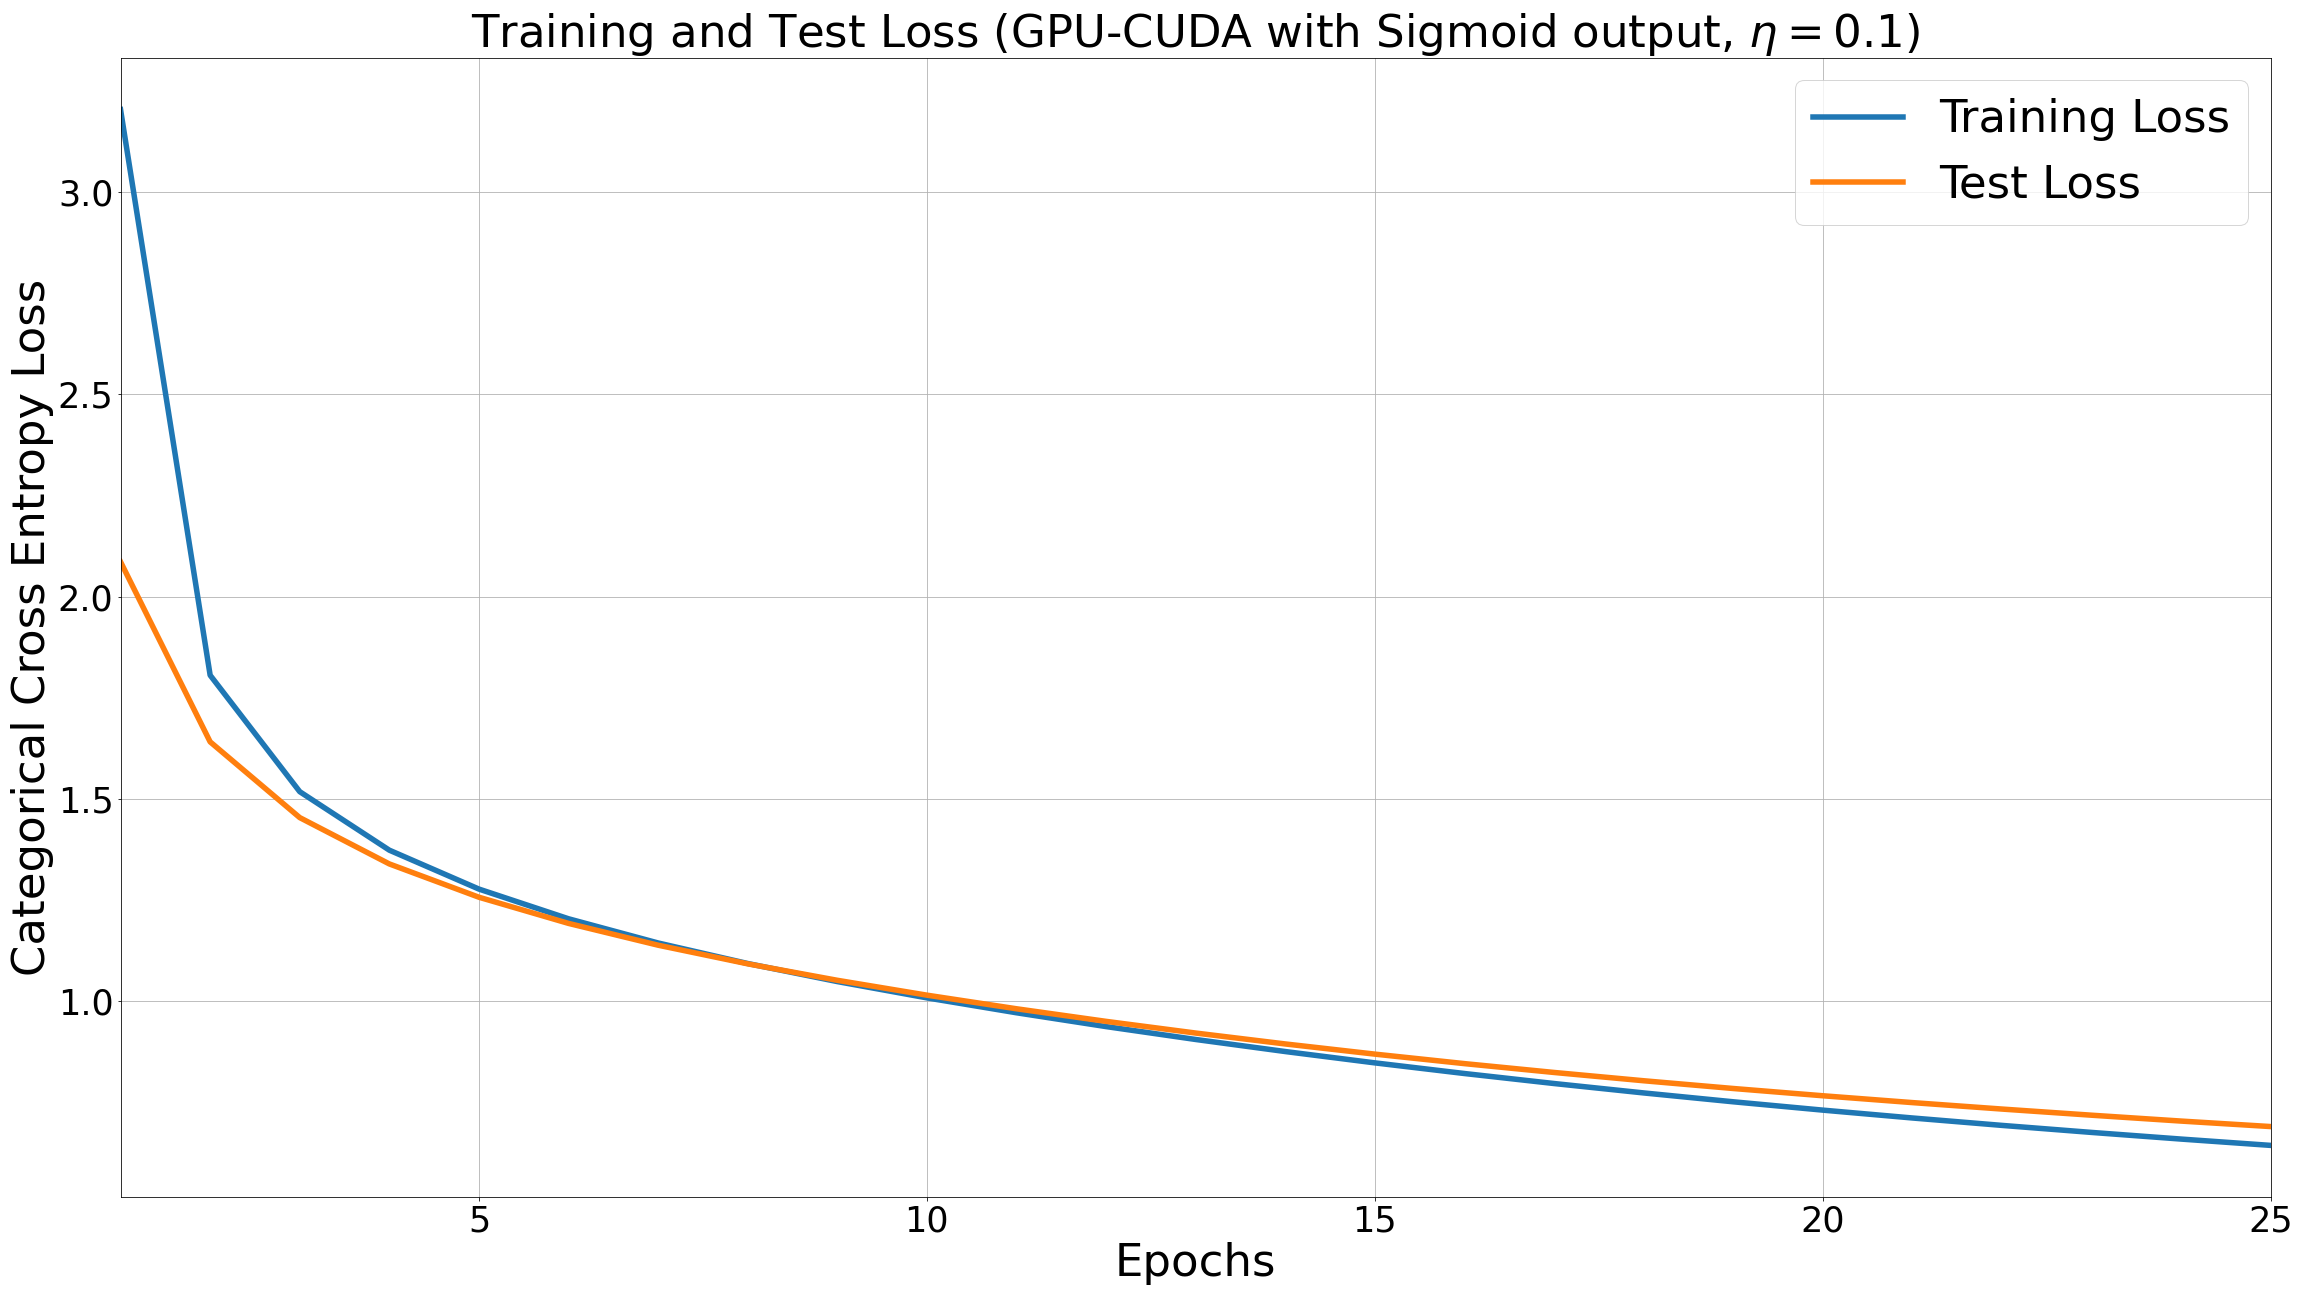 Training and Test Loss (GPU-CUDA with Sigmoid output, η = 0.1)
Training Loss
Test Loss
Categorical Cross Entropy Loss
3.0
2.5
2.0
1.5
1.0
5 10 15 20 25
Epochs